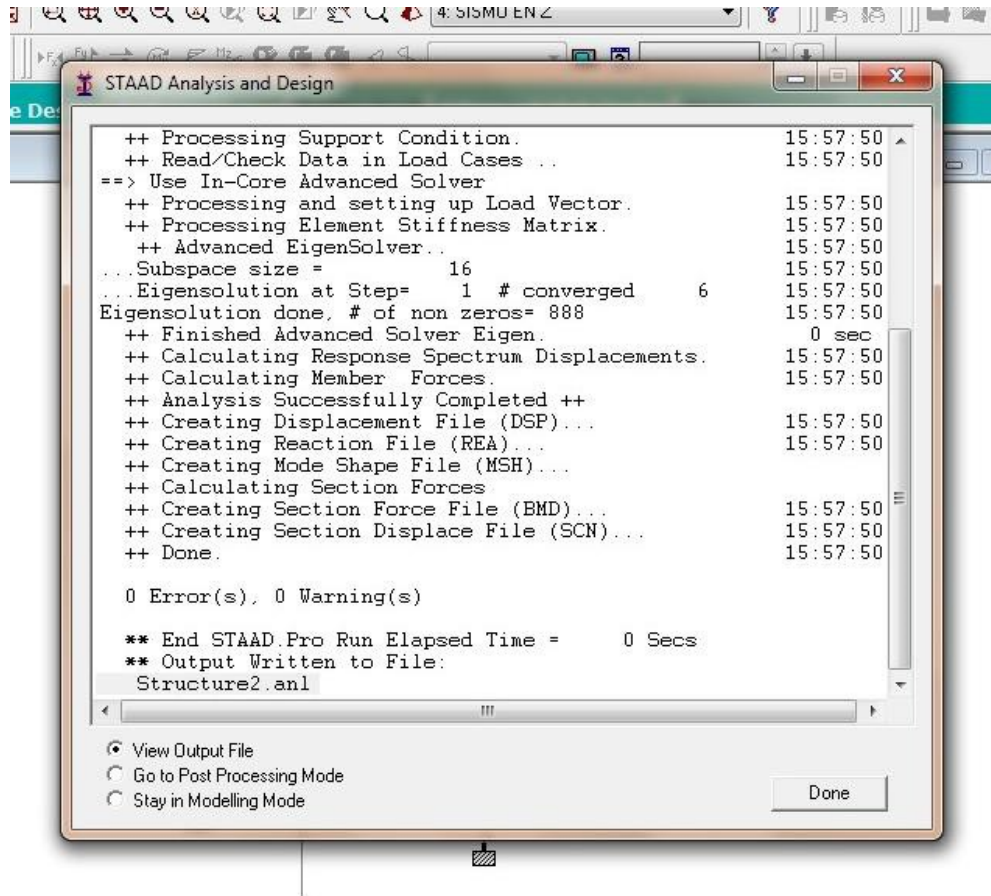 4: SISMO EN Z
STAAD Analysis and Design
e De
++ Processing Support Condition. 15:57:50
++ Read/Check Data in Load Cases .. 15:57:50
==> Use In-Core Advanced Solver
++ Processing and setting up Load Vector. 15:57:50
++ Processing Element Stiffness Matrix. 15:57:50
++ Advanced EigenSolver.. 15:57:50
...Subspace size = 16 15:57:50
...Eigensolution at Step= 1 # converged 6 15:57:50
Eigensolution done, # of non zeros= 888 15:57:50
++ Finished Advanced Solver Eigen. 0 sec
++ Calculating Response Spectrum Displacements. 15:57:50
++ Calculating Member Forces. 15:57:50
++ Analysis Successfully Completed ++
++ Creating Displacement File (DSP)... 15:57:50
++ Creating Reaction File (REA)... 15:57:50
++ Creating Mode Shape File (MSH)...
++ Calculating Section Forces
++ Creating Section Force File (BMD)... 15:57:50
++ Creating Section Displace File (SCN)... 15:57:50
++ Done. 15:57:50
0 Error(s), 0 Warning(s)
** End STAAD.Pro Run Elapsed Time = 0 Secs
** Output Written to File:
Structure2.anl
View Output File
Go to Post Processing Mode
Stay in Modelling Mode
Done